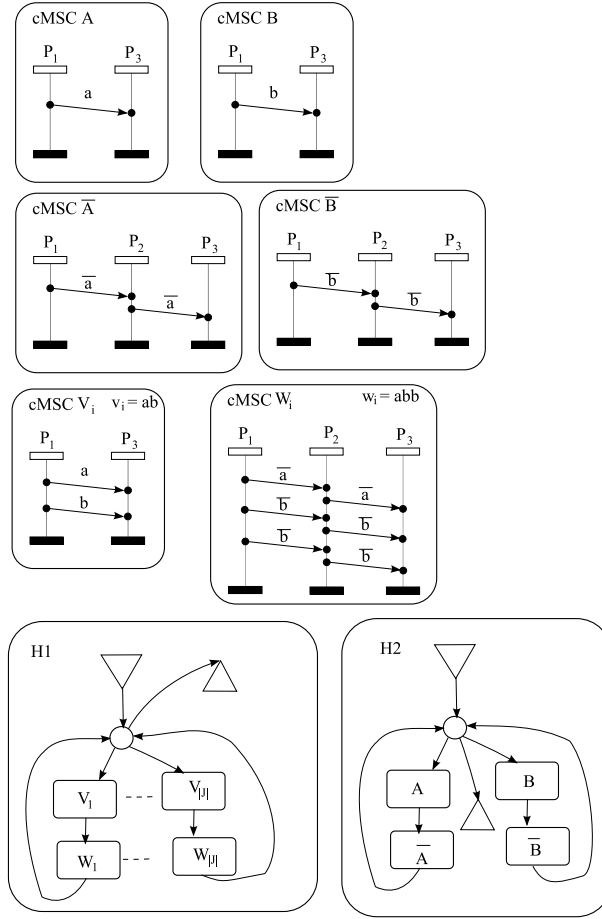 cMSC A
P1 P3
a
cMSC B
P1 P3
b
cMSC A̅
P1 P2 P3
a̅
a̅
cMSC B̅
P1 P2 P3
b̅
b̅
cMSC Vi vi = ab
P1 P3
a
b
cMSC Wi wi = abb
P1 P2 P3
a̅
a̅
b̅
b̅
b̅
b̅
H1
V1 V|J|
W1 W|J|
H2
A B
A̅ B̅